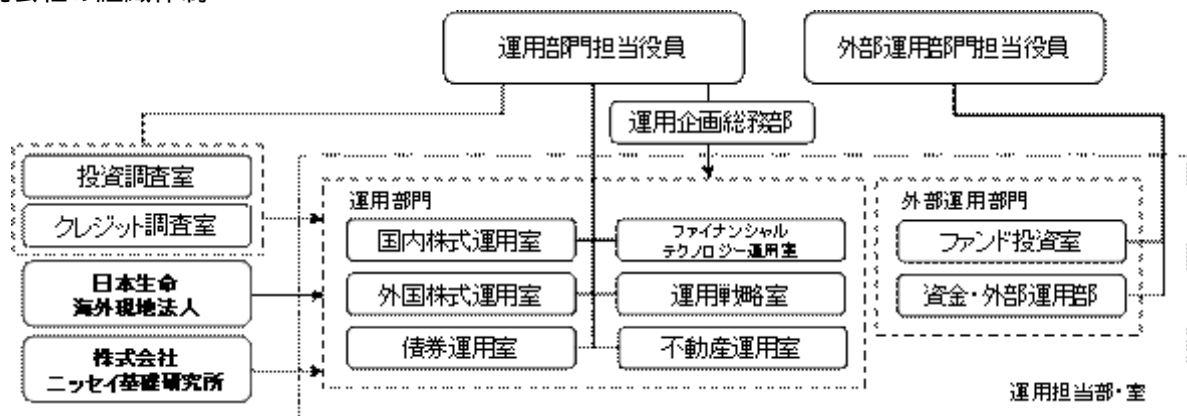 運用部門担当役員
外部運用部門担当役員
運用企画総務部
投資調査室
クレジット調査室
日本生命
海外現地法人
株式会社
ニッセイ基礎研究所
運用部門
国内株式運用室
ファイナンシャル
テクノロジー運用室
外国株式運用室
運用戦略室
債券運用室
不動産運用室
外部運用部門
ファンド投資室
資金・外部運用部
運用担当部・室